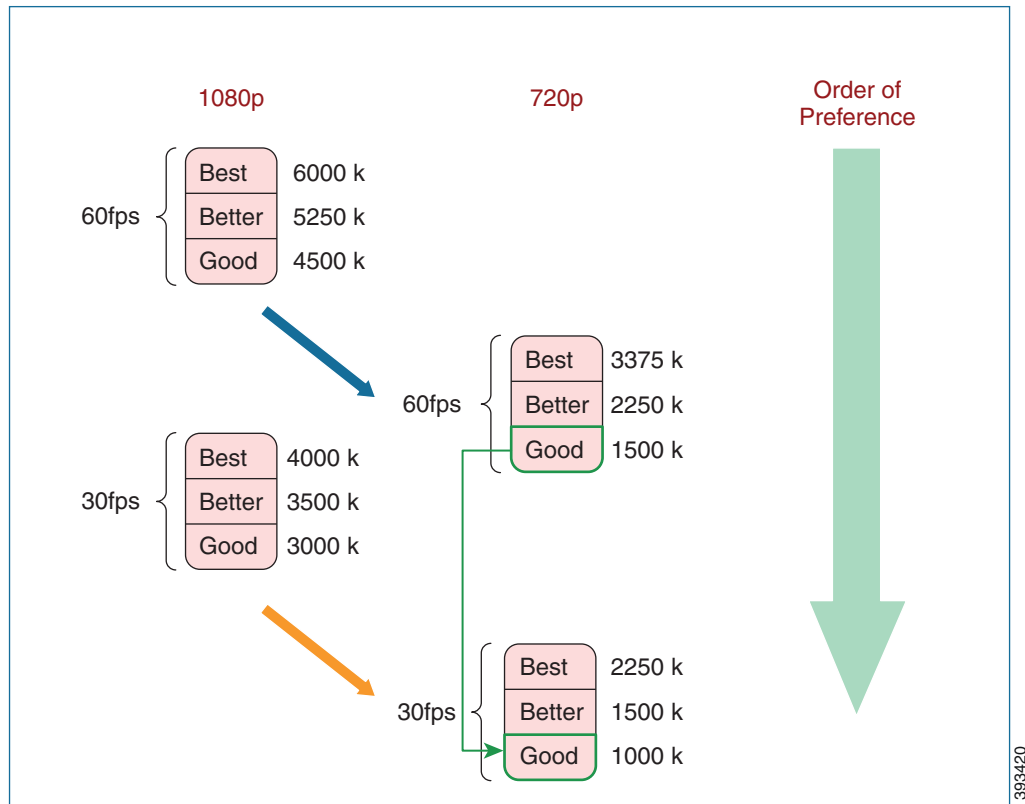 1080p
720p
Order of
Preference
60fps
Best 6000 k
Better 5250 k
Good 4500 k
60fps
Best 3375 k
Better 2250 k
Good 1500 k
30fps
Best 4000 k
Better 3500 k
Good 3000 k
30fps
Best 2250 k
Better 1500 k
Good 1000 k
393420